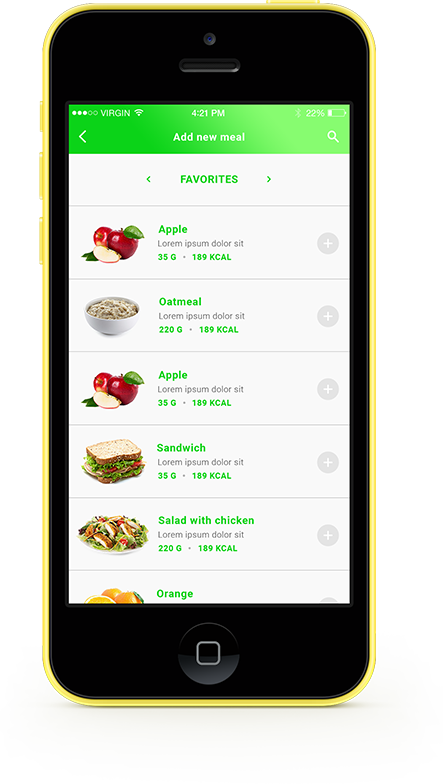 VIRGIN 4:21 PM 22%
Add new meal
FAVORITES
Apple
Lorem ipsum dolor sit
35 G • 189 KCAL
Oatmeal
Lorem ipsum dolor sit
220 G • 189 KCAL
Apple
Lorem ipsum dolor sit
35 G • 189 KCAL
Sandwich
Lorem ipsum dolor sit
35 G • 189 KCAL
Salad with chicken
Lorem ipsum dolor sit
220 G • 189 KCAL
Orange